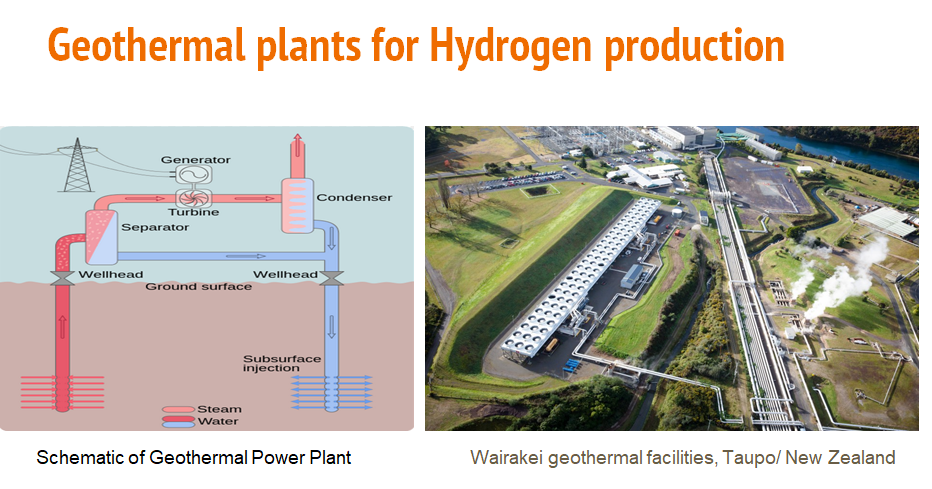 Geothermal plants for Hydrogen production
Generator
Turbine
Condenser
Separator
Wellhead
Wellhead
Ground surface
Subsurface
injection
Steam
Water
Schematic of Geothermal Power Plant
Wairakei geothermal facilities, Taupo/ New Zealand